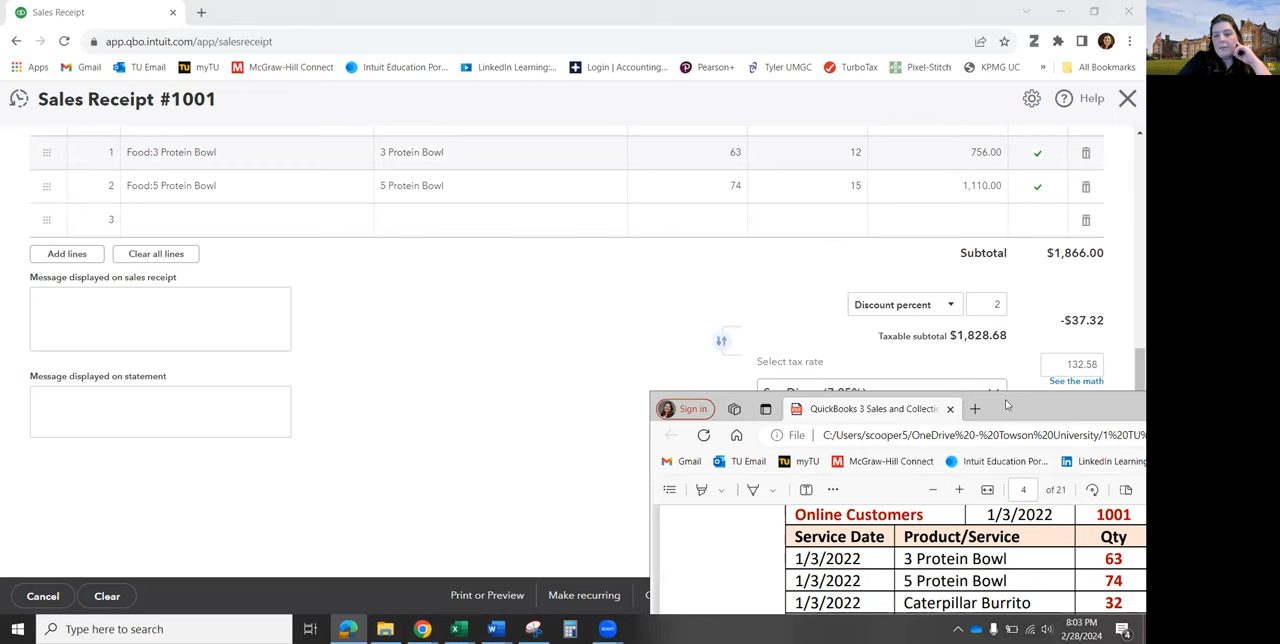 Sales Receipt
app.qbo.intuit.com/app/salesreceipt
Apps Gmail TU Email myTU McGraw-Hill Connect Intuit Education Por... LinkedIn Learning:... Login | Accounting... Pearson+ Tyler UMGC TurboTax Pixel-Stitch KPMG UC » All Bookmarks
Sales Receipt #1001
Help
1 Food:3 Protein Bowl 3 Protein Bowl 63 12 756.00
2 Food:5 Protein Bowl 5 Protein Bowl 74 15 1,110.00
3
Add lines Clear all lines Subtotal $1,866.00
Message displayed on sales receipt
Discount percent 2
-$37.32
Taxable subtotal $1,828.68
Select tax rate
132.58
See the math
Message displayed on statement
Sign in QuickBooks 3 Sales and Collectic
File C:/Users/scooper5/OneDrive%20-%20Towson%20University/1%20TU%
Gmail TU Email myTU McGraw-Hill Connect Intuit Education Por... LinkedIn Learning
4 of 21
Online Customers 1/3/2022 1001
Service Date Product/Service Qty
1/3/2022 3 Protein Bowl 63
1/3/2022 5 Protein Bowl 74
1/3/2022 Caterpillar Burrito 32
Cancel Clear Print or Preview Make recurring
Type here to search
8:03 PM
2/28/2024
4